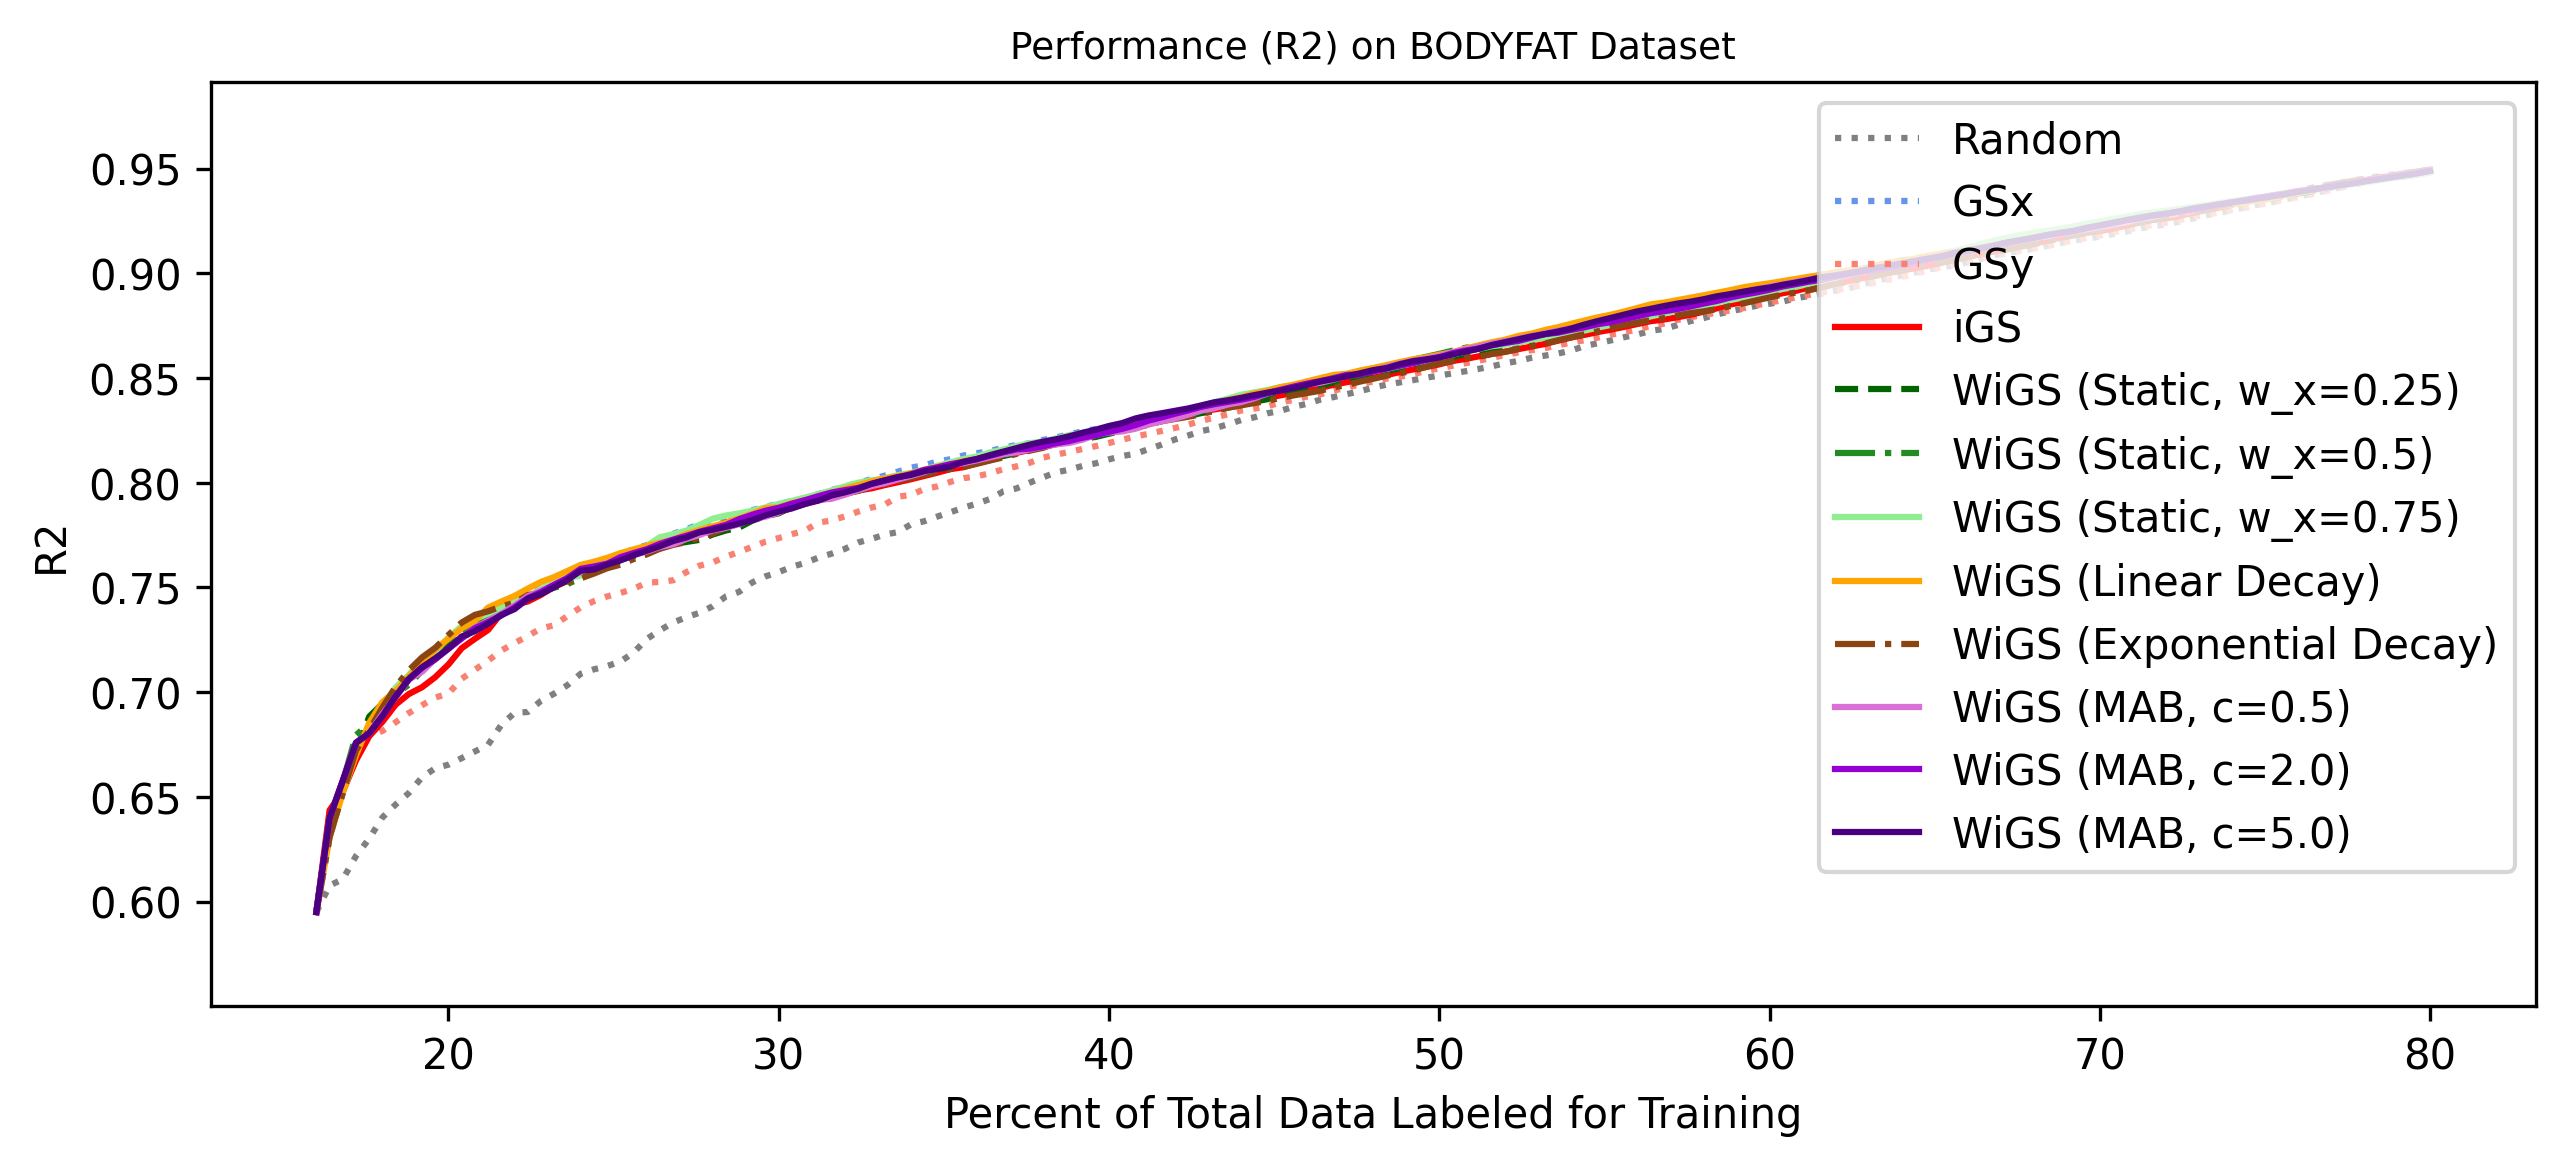 Performance (R2) on BODYFAT Dataset
R2
0.95
0.90
0.85
0.80
0.75
0.70
0.65
0.60
Random
GSx
GSy
iGS
WiGS (Static, w_x=0.25)
WiGS (Static, w_x=0.5)
WiGS (Static, w_x=0.75)
WiGS (Linear Decay)
WiGS (Exponential Decay)
WiGS (MAB, c=0.5)
WiGS (MAB, c=2.0)
WiGS (MAB, c=5.0)
20 30 40 50 60 70 80
Percent of Total Data Labeled for Training